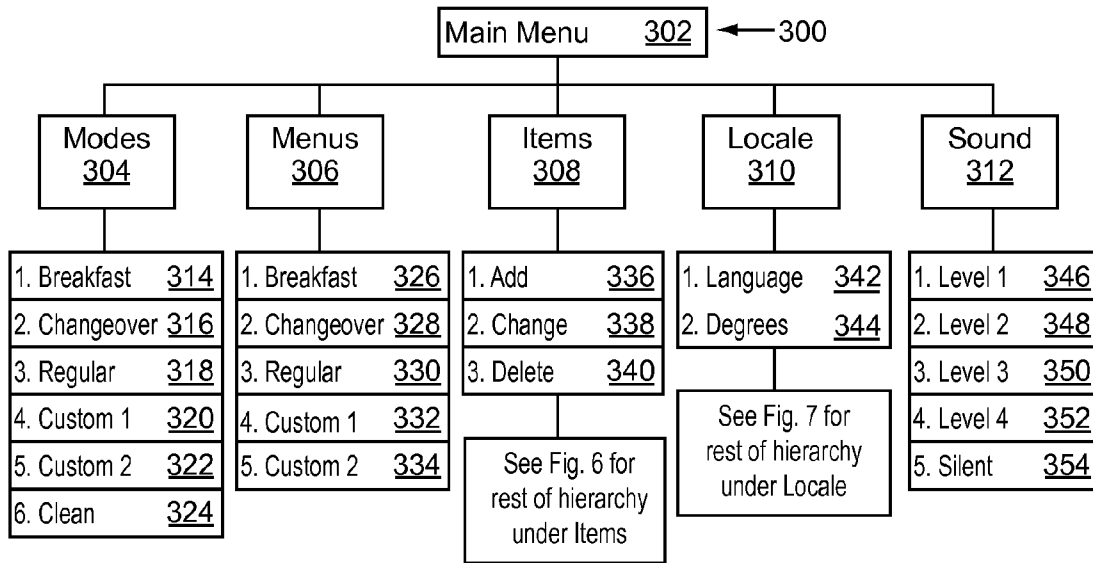 Main Menu 302
300
Modes
304
Menus
306
Items
308
Locale
310
Sound
312
1. Breakfast 314
2. Changeover 316
3. Regular 318
4. Custom 1 320
5. Custom 2 322
6. Clean 324
1. Breakfast 326
2. Changeover 328
3. Regular 330
4. Custom 1 332
5. Custom 2 334
1. Add 336
2. Change 338
3. Delete 340
See Fig. 6 for
rest of hierarchy
under Items
1. Language 342
2. Degrees 344
See Fig. 7 for
rest of hierarchy
under Locale
1. Level 1 346
2. Level 2 348
3. Level 3 350
4. Level 4 352
5. Silent 354